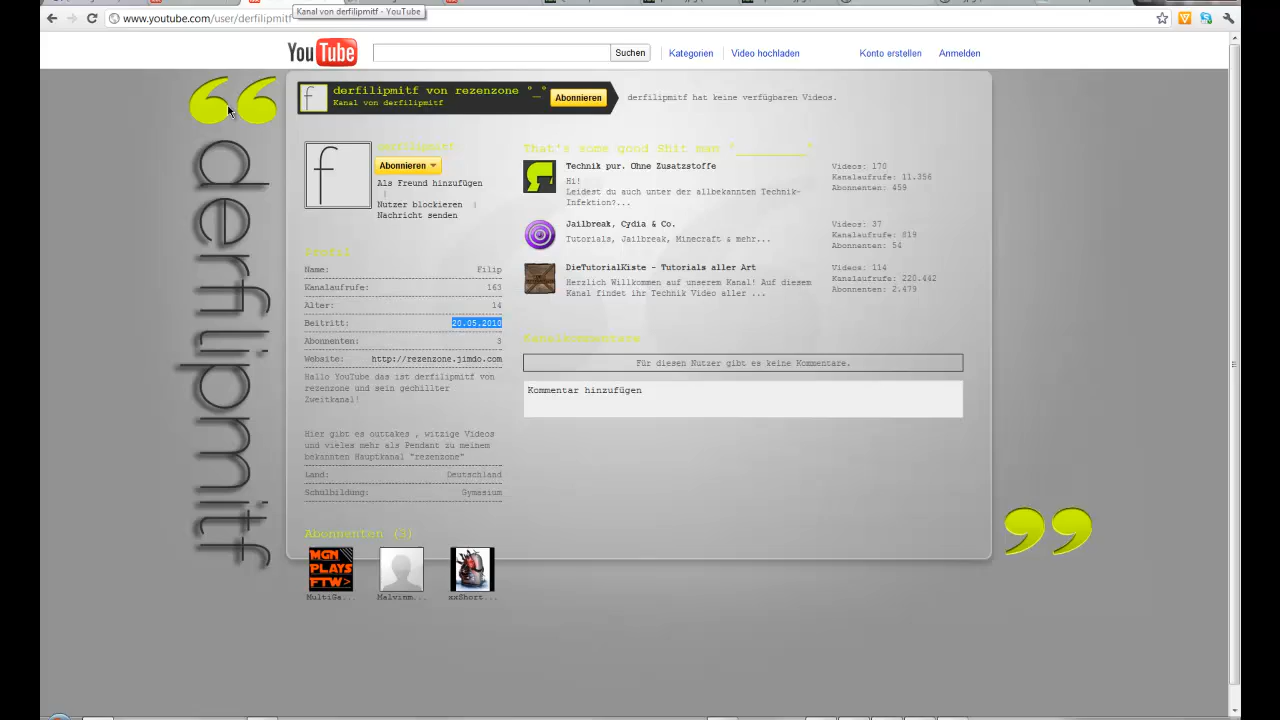 Kanal von derfilipmitf - YouTube
www.youtube.com/user/derfilipmitf
YouTube
Suchen
Kategorien
Video hochladen
Konto erstellen
Anmelden
derfilipmitf von rezenzone "_"
Kanal von derfilipmitf
Abonnieren
derfilipmitf hat keine verfügbaren Videos.
“
derfilipmitf
”
f
derfilipmitf
Abonnieren
Als Freund hinzufügen
|
Nutzer blockieren |
Nachricht senden
Profil
Name: Filip
Kanalaufrufe: 163
Alter: 14
Beitritt: 20.05.2010
Abonnenten: 3
Website: http://rezenzone.jimdo.com
Hallo YouTube das ist derfilipmitf von
rezenzone und sein gechillter
Zweitkanal!
Hier gibt es outtakes , witzige Videos
und vieles mehr als Pendant zu meinem
bekannten Hauptkanal "rezenzone"
Land: Deutschland
Schulbildung: Gymasium
Abonnenten (3)
MGN
PLAYS
FTW>
MultiGa...
Malvinm...
xxShort...
That's some good Shit man "_________"
Technik pur. Ohne Zusatzstoffe
Hi!
Leidest du auch unter der allbekannten Technik-
Infektion?...
Videos: 170
Kanalaufrufe: 11.356
Abonnenten: 459
Jailbreak, Cydia & Co.
Tutorials, Jailbreak, Minecraft & mehr...
Videos: 37
Kanalaufrufe: 819
Abonnenten: 54
DieTutorialKiste - Tutorials aller Art
Herzlich Willkommen auf unserem Kanal! Auf diesem
Kanal findet ihr Technik Video aller ...
Videos: 114
Kanalaufrufe: 220.442
Abonnenten: 2.479
Kanalkommentare
Für diesen Nutzer gibt es keine Kommentare.
Kommentar hinzufügen